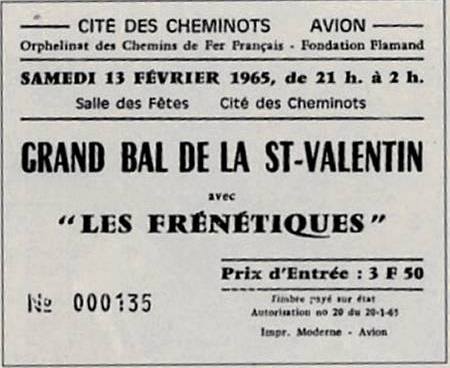 CITÉ DES CHEMINOTS AVION
Orphelinat des Chemins de Fer Français - Fondation Flamand
SAMEDI 13 FÉVRIER 1965, de 21 h. à 2 h.
Salle des Fêtes Cité des Cheminots
GRAND BAL DE LA ST-VALENTIN
avec
"LES FRÉNÉTIQUES"
Prix d'Entrée : 3 F 50
Nº 000135
Timbre payé sur état
Autorisation no 20 du 20-1-65
Impr. Moderne - Avion